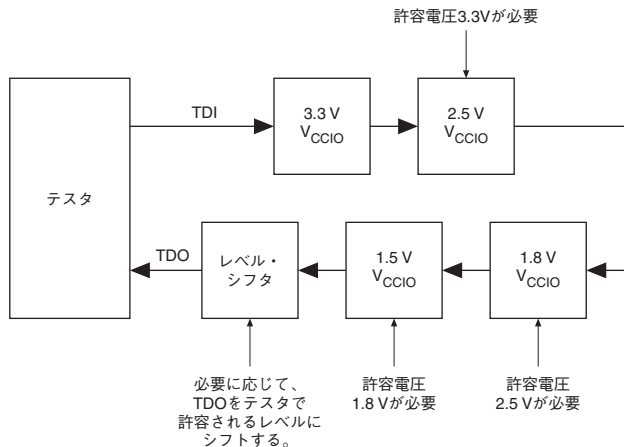 許容電圧3.3Vが必要
TDI
3.3 V
VCCIO
2.5 V
VCCIO
テスタ
TDO
レベル・
シフタ
1.5 V
VCCIO
1.8 V
VCCIO
必要に応じて、
TDOをテスタで
許容されるレベルに
シフトする。
許容電圧
1.8 Vが必要
許容電圧
2.5 Vが必要